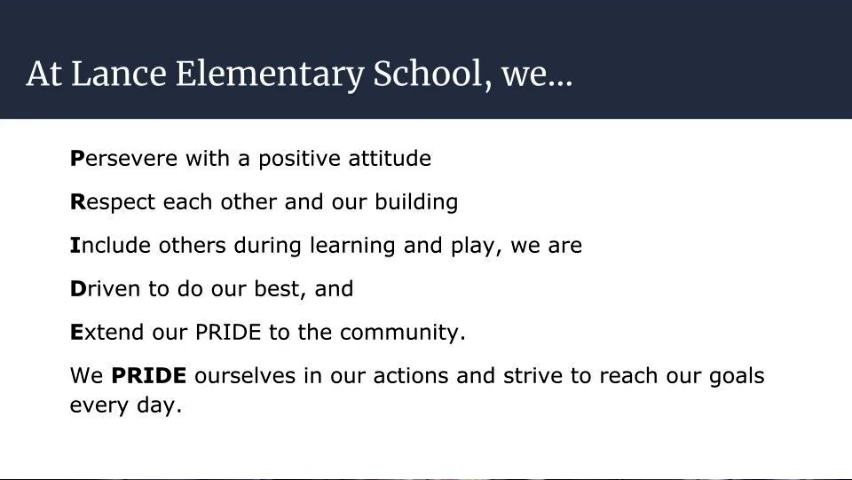 At Lance Elementary School, we...
Persevere with a positive attitude
Respect each other and our building
Include others during learning and play, we are
Driven to do our best, and
Extend our PRIDE to the community.
We PRIDE ourselves in our actions and strive to reach our goals
every day.